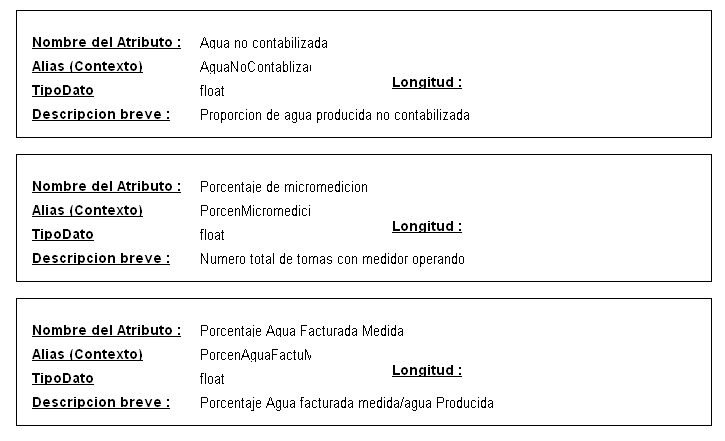 Nombre del Atributo : Agua no contabilizada
Alias (Contexto) AguaNoContablizac
Longitud :
TipoDato float
Descripcion breve : Proporcion de agua producida no contabilizada
Nombre del Atributo : Porcentaje de micromedicion
Alias (Contexto) PorcenMicromedici
Longitud :
TipoDato float
Descripcion breve : Numero total de tomas con medidor operando
Nombre del Atributo : Porcentaje Agua Facturada Medida
Alias (Contexto) PorcenAguaFactuM
Longitud :
TipoDato float
Descripcion breve : Porcentaje Agua facturada medida/agua Producida